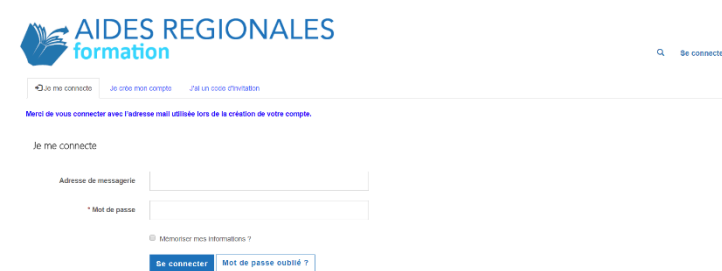 AIDES REGIONALES
formation
Se connecte
Je me connecte Je crée mon compte J'ai un code d'invitation
Merci de vous connecter avec l'adresse mail utilisée lors de la création de votre compte.
Je me connecte
Adresse de messagerie
* Mot de passe
Mémoriser mes informations ?
Se connecter Mot de passe oublié ?